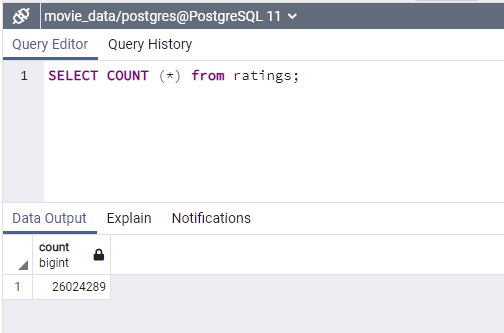 movie_data/postgres@PostgreSQL 11
Query Editor Query History
1 SELECT COUNT (*) from ratings;
Data Output Explain Notifications
count
bigint
1 26024289